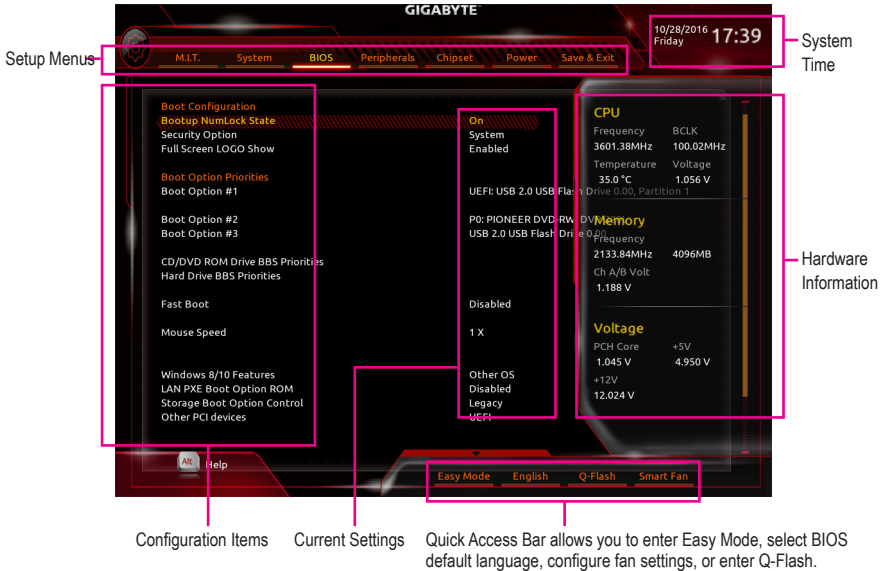 GIGABYTE
10/28/2016
Friday
17:39
System
Time
Setup Menus
M.I.T. System BIOS Peripherals Chipset Power Save & Exit
Boot Configuration
Bootup NumLock State On
Security Option System
Full Screen LOGO Show Enabled
Boot Option Priorities
Boot Option #1 UEFI: USB 2.0 USB Flash Drive 0.00, Partition 1
Boot Option #2 P0: PIONEER DVD-RW DV
Boot Option #3 USB 2.0 USB Flash Drive 0.00
CD/DVD ROM Drive BBS Priorities
Hard Drive BBS Priorities
Fast Boot Disabled
Mouse Speed 1 X
Windows 8/10 Features Other OS
LAN PXE Boot Option ROM Disabled
Storage Boot Option Control Legacy
Other PCI devices UEFI
CPU
Frequency BCLK
3601.38MHz 100.02MHz
Temperature Voltage
35.0 °C 1.056 V
Memory
Frequency
2133.84MHz 4096MB
Ch A/B Volt
1.188 V
Voltage
PCH Core +5V
1.045 V 4.950 V
+12V
12.024 V
Hardware
Information
Alt Help
Easy Mode English Q-Flash Smart Fan
Configuration Items
Current Settings
Quick Access Bar allows you to enter Easy Mode, select BIOS
default language, configure fan settings, or enter Q-Flash.